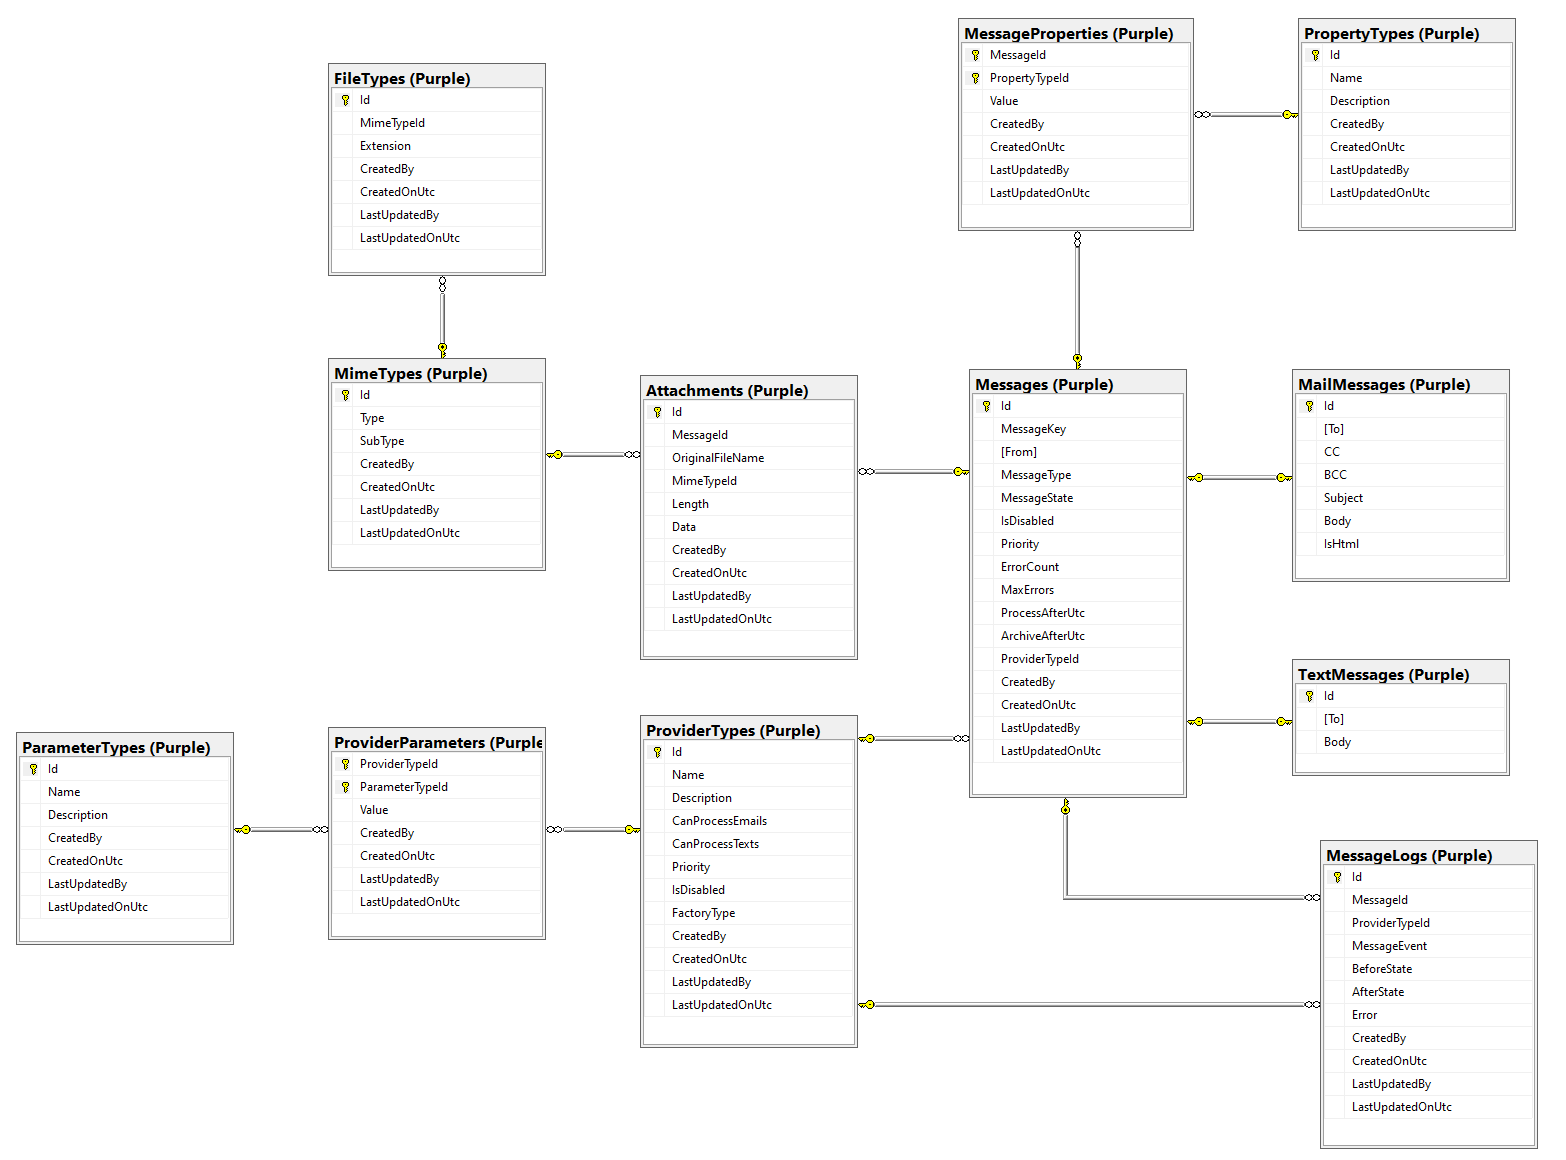 MessageProperties (Purple)
MessageId
PropertyTypeId
Value
CreatedBy
CreatedOnUtc
LastUpdatedBy
LastUpdatedOnUtc
PropertyTypes (Purple)
Id
Name
Description
CreatedBy
CreatedOnUtc
LastUpdatedBy
LastUpdatedOnUtc
FileTypes (Purple)
Id
MimeTypeId
Extension
CreatedBy
CreatedOnUtc
LastUpdatedBy
LastUpdatedOnUtc
MimeTypes (Purple)
Id
Type
SubType
CreatedBy
CreatedOnUtc
LastUpdatedBy
LastUpdatedOnUtc
Attachments (Purple)
Id
MessageId
OriginalFileName
MimeTypeId
Length
Data
CreatedBy
CreatedOnUtc
LastUpdatedBy
LastUpdatedOnUtc
Messages (Purple)
Id
MessageKey
[From]
MessageType
MessageState
IsDisabled
Priority
ErrorCount
MaxErrors
ProcessAfterUtc
ArchiveAfterUtc
ProviderTypeId
CreatedBy
CreatedOnUtc
LastUpdatedBy
LastUpdatedOnUtc
MailMessages (Purple)
Id
[To]
CC
BCC
Subject
Body
IsHtml
TextMessages (Purple)
Id
[To]
Body
ParameterTypes (Purple)
Id
Name
Description
CreatedBy
CreatedOnUtc
LastUpdatedBy
LastUpdatedOnUtc
ProviderParameters (Purple
ProviderTypeId
ParameterTypeId
Value
CreatedBy
CreatedOnUtc
LastUpdatedBy
LastUpdatedOnUtc
ProviderTypes (Purple)
Id
Name
Description
CanProcessEmails
CanProcessTexts
Priority
IsDisabled
FactoryType
CreatedBy
CreatedOnUtc
LastUpdatedBy
LastUpdatedOnUtc
MessageLogs (Purple)
Id
MessageId
ProviderTypeId
MessageEvent
BeforeState
AfterState
Error
CreatedBy
CreatedOnUtc
LastUpdatedBy
LastUpdatedOnUtc